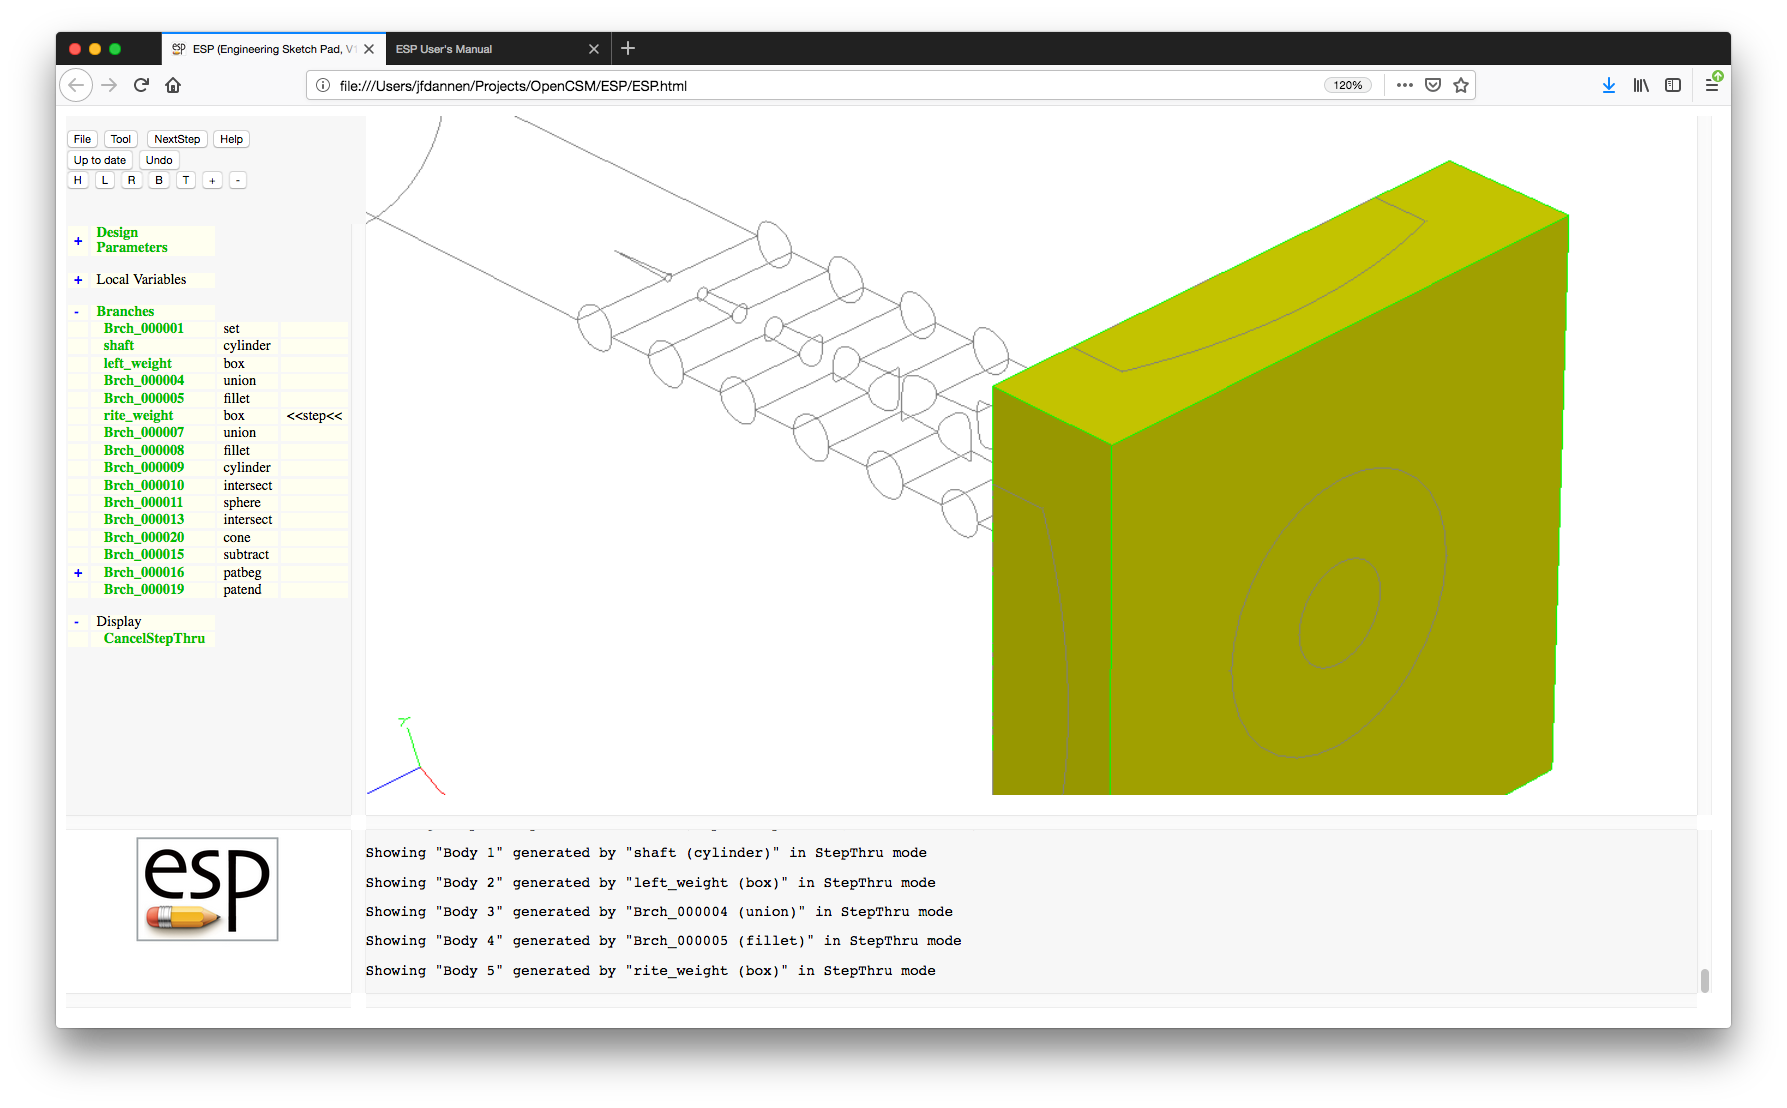 ESP (Engineering Sketch Pad, V1
ESP User's Manual
file:///Users/jfdannen/Projects/OpenCSM/ESP/ESP.html
120%
File Tool NextStep Help
Up to date Undo
H L R B T + -
+ Design
Parameters
+ Local Variables
- Branches
Brch_000001 set
shaft cylinder
left_weight box
Brch_000004 union
Brch_000005 fillet
rite_weight box <<step<<
Brch_000007 union
Brch_000008 fillet
Brch_000009 cylinder
Brch_000010 intersect
Brch_000011 sphere
Brch_000013 intersect
Brch_000020 cone
Brch_000015 subtract
+ Brch_000016 patbeg
Brch_000019 patend
- Display
CancelStepThru
esp
Showing "Body 1" generated by "shaft (cylinder)" in StepThru mode
Showing "Body 2" generated by "left_weight (box)" in StepThru mode
Showing "Body 3" generated by "Brch_000004 (union)" in StepThru mode
Showing "Body 4" generated by "Brch_000005 (fillet)" in StepThru mode
Showing "Body 5" generated by "rite_weight (box)" in StepThru mode